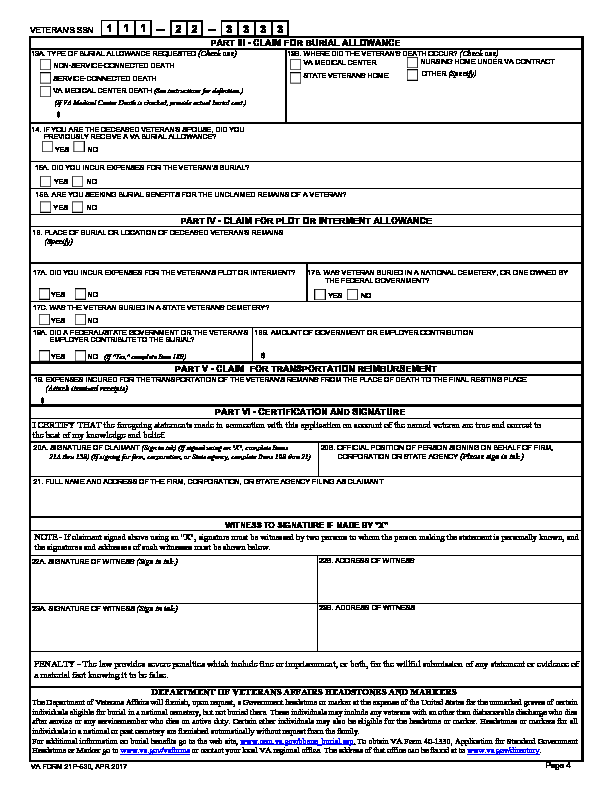 VETERAN'S SSN 1 1 1 — 2 2 — 3 3 3 3
PART III - CLAIM FOR BURIAL ALLOWANCE
13A. TYPE OF BURIAL ALLOWANCE REQUESTED (Check one)
NON-SERVICE-CONNECTED DEATH
SERVICE-CONNECTED DEATH
VA MEDICAL CENTER DEATH (See instructions for definition.)
(If VA Medical Center Death is checked, provide actual burial cost.)
$
13B. WHERE DID THE VETERAN'S DEATH OCCUR? (Check one)
VA MEDICAL CENTER
NURSING HOME UNDER VA CONTRACT
STATE VETERANS HOME
OTHER (Specify)
14. IF YOU ARE THE DECEASED VETERAN'S SPOUSE, DID YOU
PREVIOUSLY RECEIVE A VA BURIAL ALLOWANCE?
YES NO
15A. DID YOU INCUR EXPENSES FOR THE VETERAN'S BURIAL?
YES NO
15B. ARE YOU SEEKING BURIAL BENEFITS FOR THE UNCLAIMED REMAINS OF A VETERAN?
YES NO
PART IV - CLAIM FOR PLOT OR INTERMENT ALLOWANCE
16. PLACE OF BURIAL OR LOCATION OF DECEASED VETERAN'S REMAINS
(Specify)
17A. DID YOU INCUR EXPENSES FOR THE VETERAN'S PLOT OR INTERMENT?
YES NO
17B. WAS VETERAN BURIED IN A NATIONAL CEMETERY, OR ONE OWNED BY
THE FEDERAL GOVERNMENT?
YES NO
17C. WAS THE VETERAN BURIED IN A STATE VETERANS CEMETERY?
YES NO
18A. DID A FEDERAL/STATE GOVERNMENT OR THE VETERAN'S
EMPLOYER CONTRIBUTE TO THE BURIAL?
YES NO (If "Yes," complete Item 18B)
18B. AMOUNT OF GOVERNMENT OR EMPLOYER CONTRIBUTION
$
PART V - CLAIM FOR TRANSPORTATION REIMBURSEMENT
19. EXPENSES INCURED FOR THE TRANSPORTATION OF THE VETERAN'S REMAINS FROM THE PLACE OF DEATH TO THE FINAL RESTING PLACE
(Attach itemized receipts)
$
PART VI - CERTIFICATION AND SIGNATURE
I CERTIFY THAT the foregoing statements made in connection with this application on account of the named veteran are true and correct to
the best of my knowledge and belief.
20A. SIGNATURE OF CLAIMANT (Sign in ink) (If signed using an "X", complete Items
21A thru 13B) (If signing for firm, corporation, or State agency, complete Items 20B thru 21)
20B. OFFICIAL POSITION OF PERSON SIGNING ON BEHALF OF FIRM,
CORPORATION OR STATE AGENCY (Please sign in ink)
21. FULL NAME AND ADDRESS OF THE FIRM, CORPORATION, OR STATE AGENCY FILING AS CLAIMANT
WITNESS TO SIGNATURE IF MADE BY "X"
NOTE - If claimant signed above using an "X", signature must be witnessed by two persons to whom the person making the statement is personally known, and
the signatures and addresses of such witnesses must be shown below.
22A. SIGNATURE OF WITNESS (Sign in ink)
22B. ADDRESS OF WITNESS
23A. SIGNATURE OF WITNESS (Sign in ink)
23B. ADDRESS OF WITNESS
PENALTY - The law provides severe penalties which include fine or imprisonment, or both, for the willful submission of any statement or evidence of
a material fact knowing it to be false.
DEPARTMENT OF VETERANS AFFAIRS HEADSTONES AND MARKERS
The Department of Veterans Affairs will furnish, upon request, a Government headstone or marker at the expense of the United States for the unmarked graves of certain
individuals eligible for burial in a national cemetery, but not buried there. These individuals may include any veteran with an other than dishonorable discharge who dies
after service or any servicemember who dies on active duty. Certain other individuals may also be eligible for the headstone or marker. Headstones or markers for all
individuals in a national or post cemetery are furnished automatically without request from the family.
For additional information on burial benefits go to the web site, www.cem.va.gov/bbene_burial.asp. To obtain VA Form 40-1330, Application for Standard Government
Headstone or Marker go to www.va.gov/vaforms or contact your local VA regional office. The address of that office can be found at to www.va.gov/directory.
VA FORM 21P-530, APR 2017
Page 4